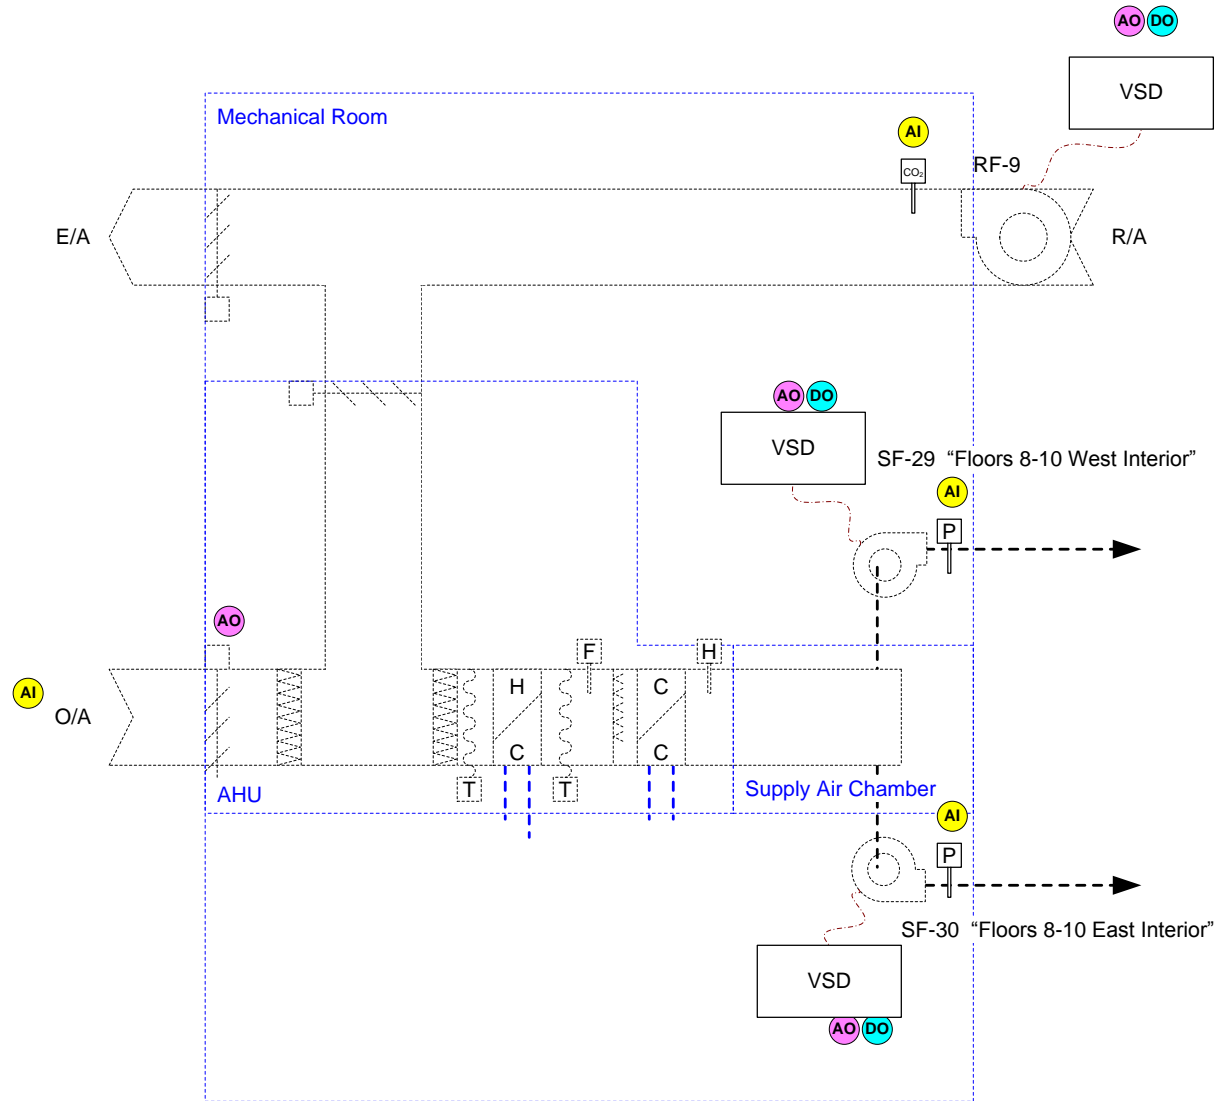 AO DO
VSD
Mechanical Room
AI
RF-9
CO₂
E/A
R/A
AO DO
VSD
SF-29 “Floors 8-10 West Interior”
AI
P
AO
F
H
AI
O/A
H
C
C
C
T
T
AHU
Supply Air Chamber
AI
P
SF-30 “Floors 8-10 East Interior”
VSD
AO DO